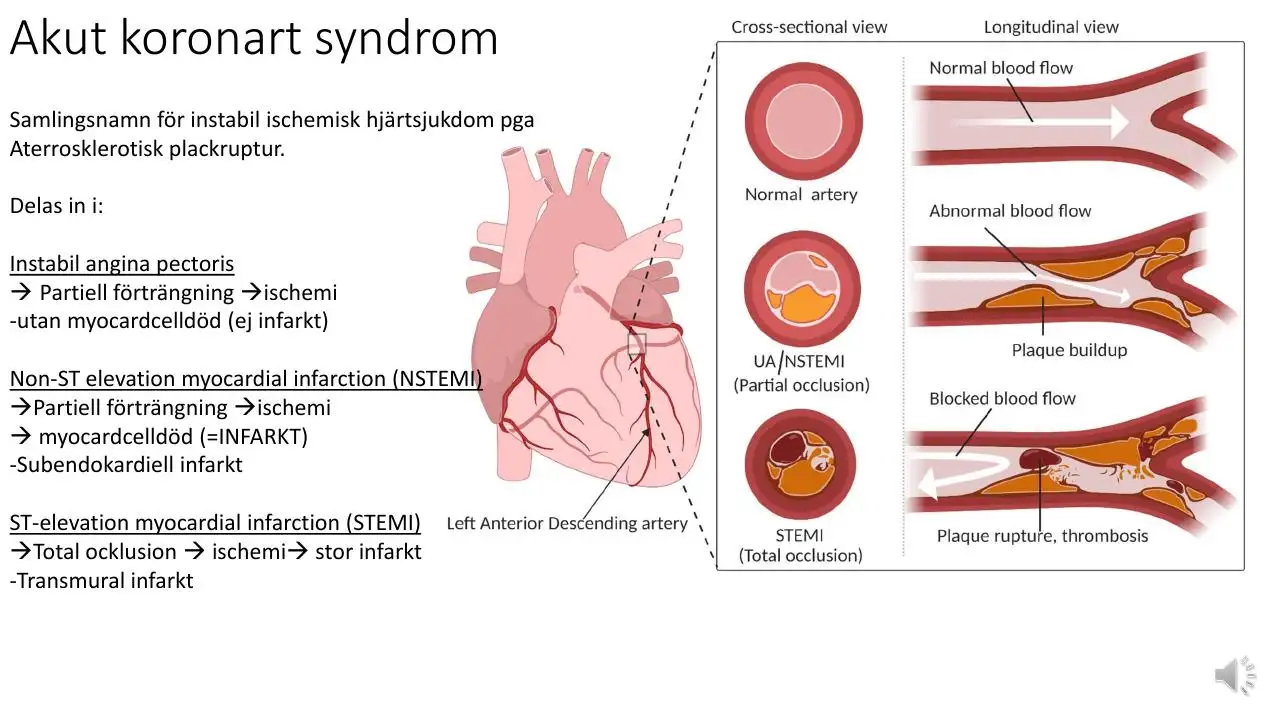 Akut koronart syndrom
Samlingsnamn för instabil ischemisk hjärtsjukdom pga
Aterrosklerotisk plackruptur.
Delas in i:
Instabil angina pectoris
→ Partiell förträngning →ischemi
-utan myocardcelldöd (ej infarkt)
Non-ST elevation myocardial infarction (NSTEMI)
→Partiell förträngning →ischemi
→ myocardcelldöd (=INFARKT)
-Subendokardiell infarkt
ST-elevation myocardial infarction (STEMI)
→Total ocklusion → ischemi→ stor infarkt
-Transmural infarkt
Left Anterior Descending artery
Cross-sectional view
Longitudinal view
Normal artery
Normal blood flow
UA/NSTEMI
(Partial occlusion)
Abnormal blood flow
Plaque buildup
STEMI
(Total occlusion)
Blocked blood flow
Plaque rupture, thrombosis